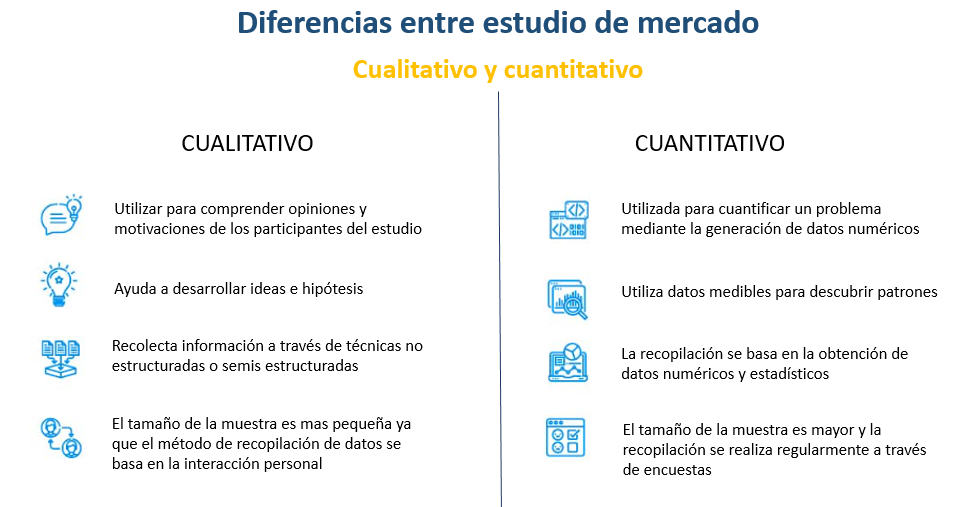 Diferencias entre estudio de mercado
Cualitativo y cuantitativo
CUALITATIVO
Utilizar para comprender opiniones y
motivaciones de los participantes del estudio
Ayuda a desarrollar ideas e hipótesis
Recolecta información a través de técnicas no
estructuradas o semis estructuradas
El tamaño de la muestra es mas pequeña ya
que el método de recopilación de datos se
basa en la interacción personal
CUANTITATIVO
Utilizada para cuantificar un problema
mediante la generación de datos numéricos
Utiliza datos medibles para descubrir patrones
La recopilación se basa en la obtención de
datos numéricos y estadísticos
El tamaño de la muestra es mayor y la
recopilación se realiza regularmente a través
de encuestas